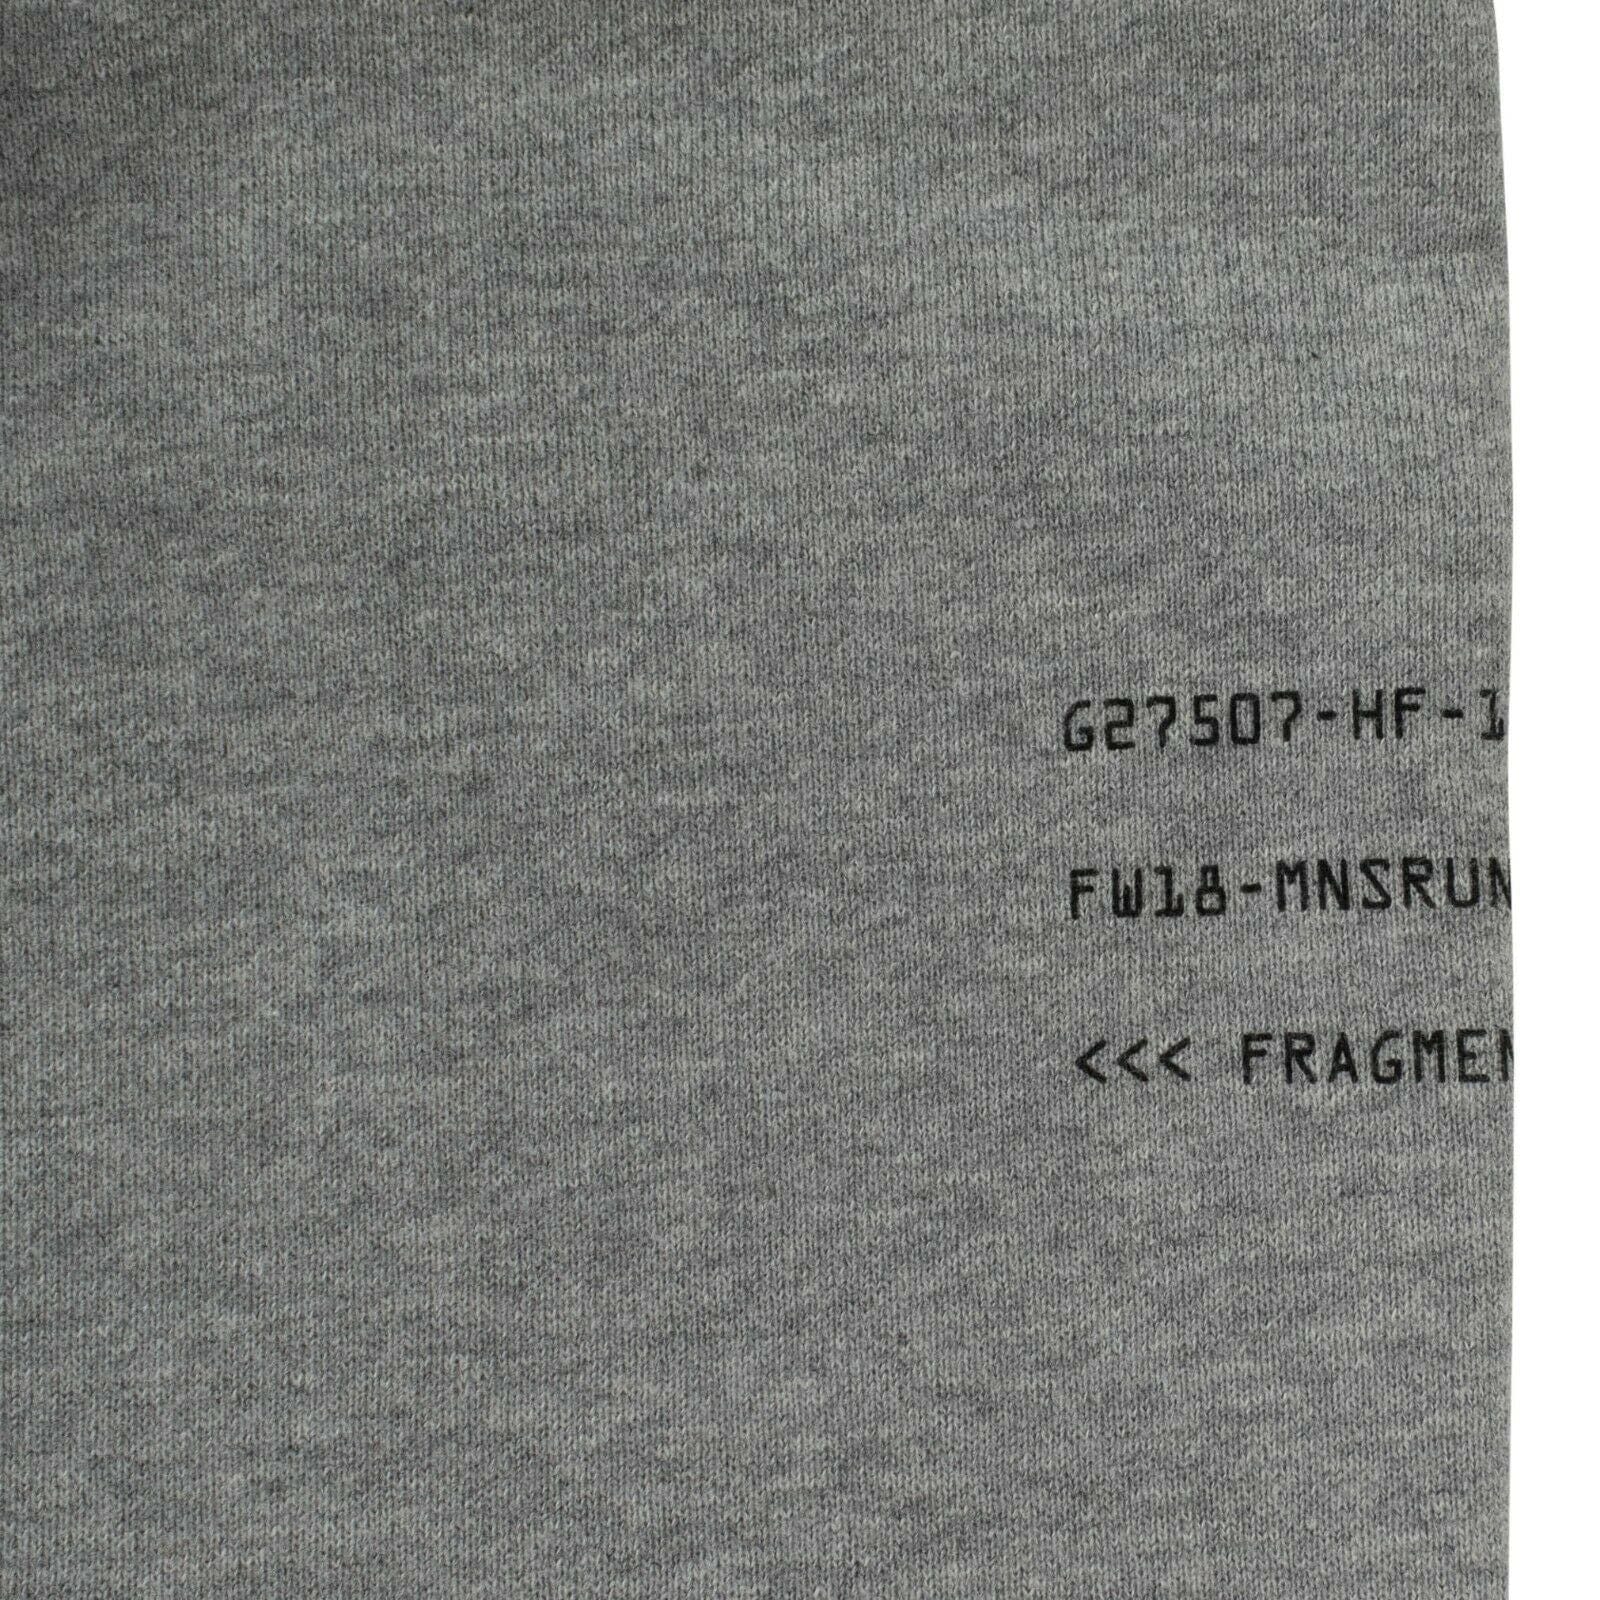 G27507-HF-1
FW18-MNSRUN
<<< FRAGMEN